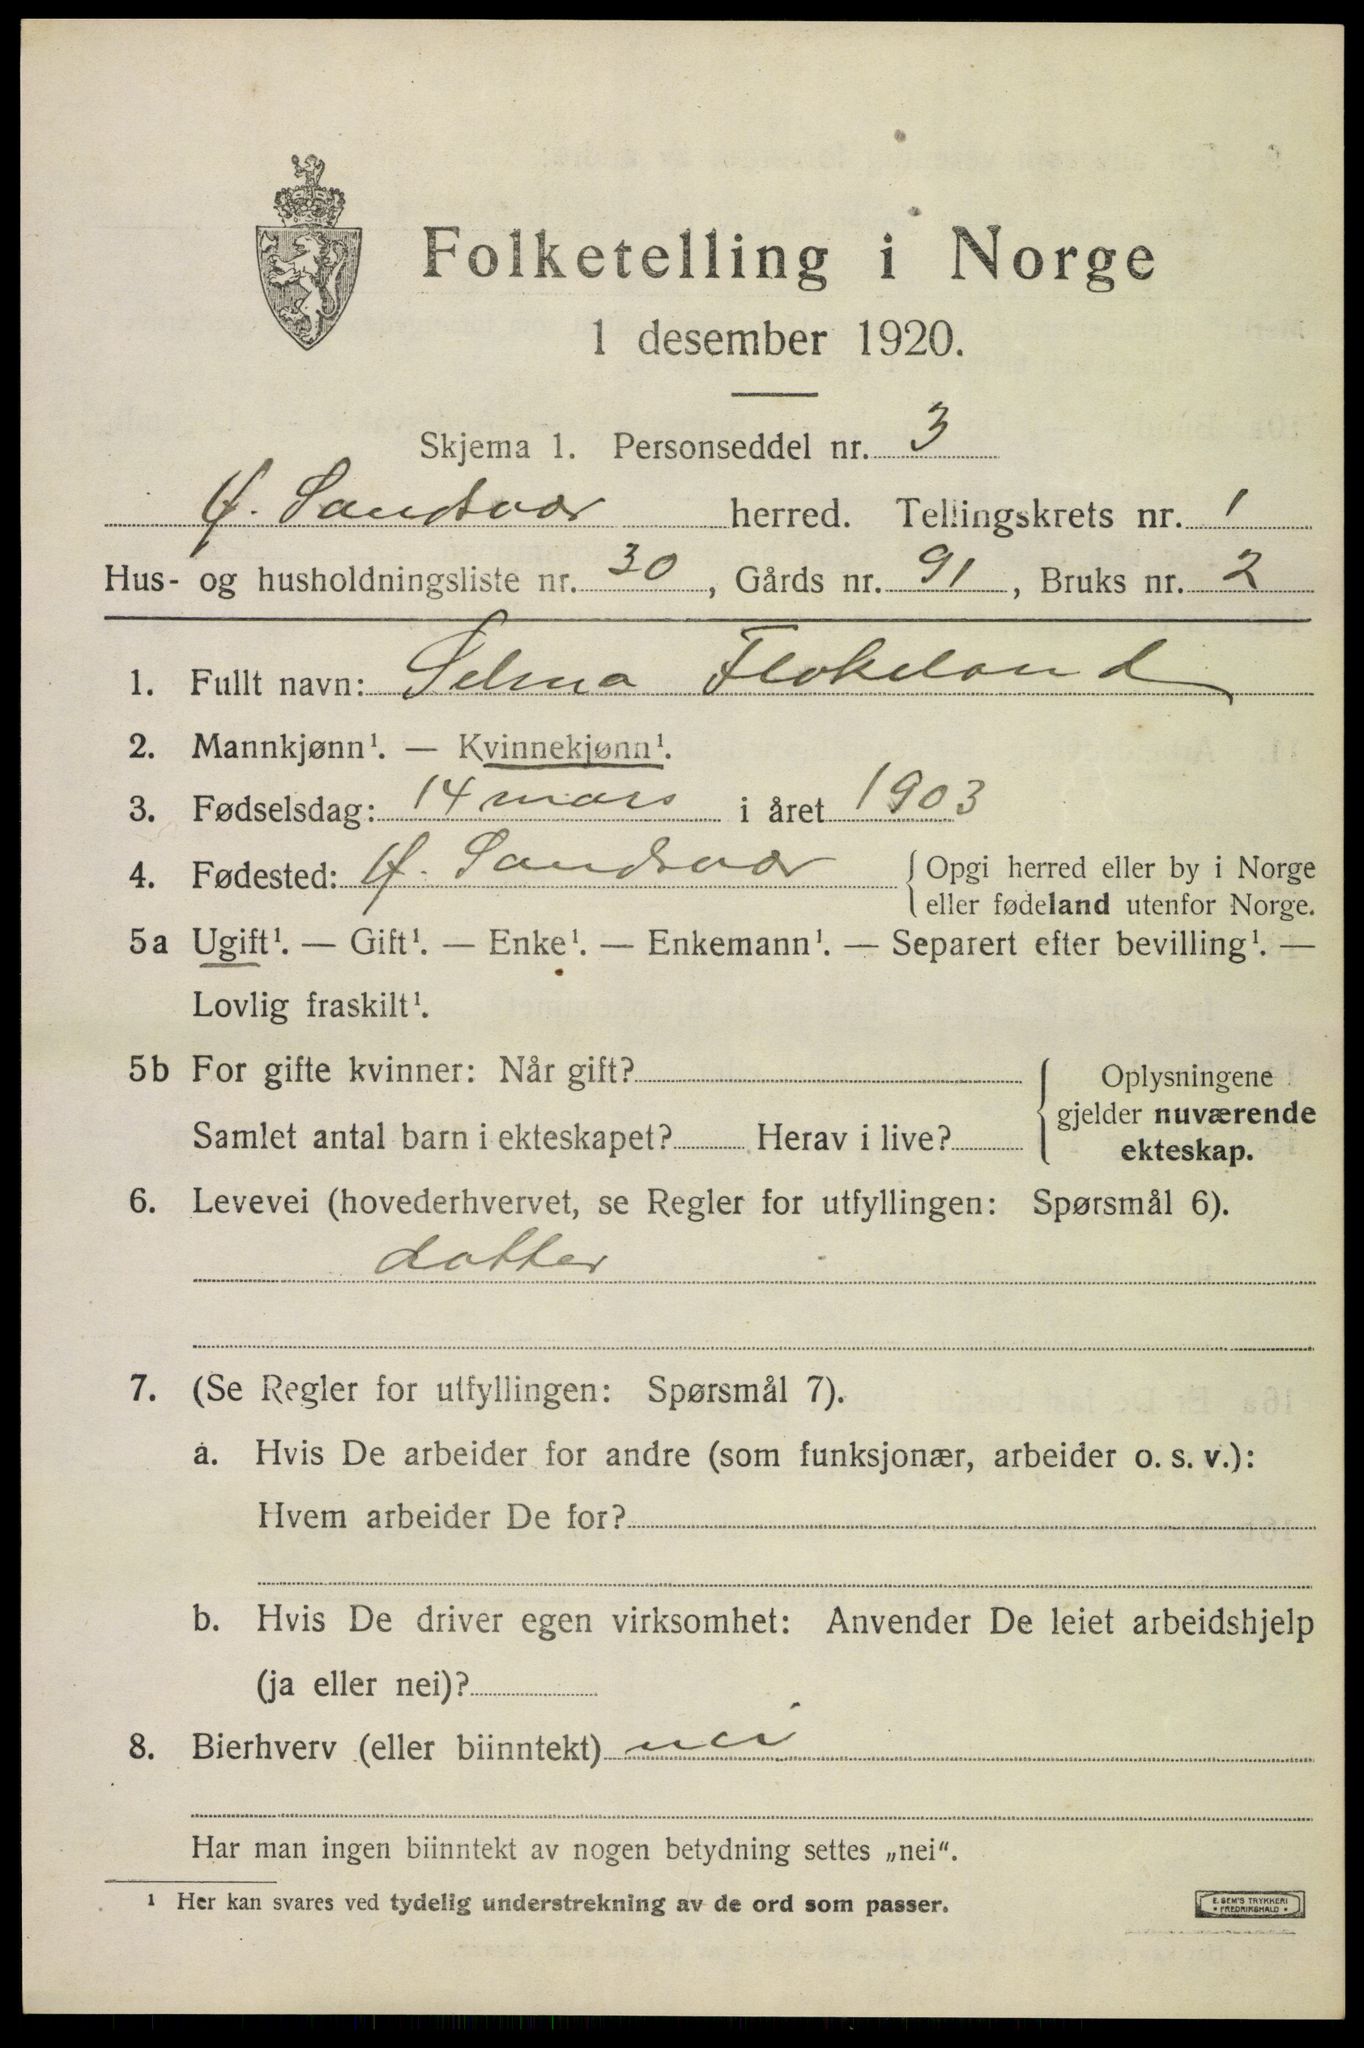 Folketelling i Norge
1 desember 1920.
Skjema 1. Personseddel nr. 3
Ø. Sandsvær herred. Tellingskrets nr. 1
Hus- og husholdningsliste nr. 30, Gårds nr. 91, Bruks nr. 2
1. Fullt navn: Selma Flokeland
2. Mannkjønn¹. — Kvinnekjønn¹.
3. Fødselsdag: 14 mars i året 1903
4. Fødested: Ø. Sandsvær { Opgi herred eller by i Norge
eller fødeland utenfor Norge.
5a Ugift¹. — Gift¹. — Enke¹. — Enkemann¹. — Separert efter bevilling¹. —
Lovlig fraskilt¹.
5b For gifte kvinner: Når gift? { Oplysningene
gjelder nuværende
Samlet antal barn i ekteskapet? Herav i live? ekteskap.
6. Levevei (hovederhvervet, se Regler for utfyllingen: Spørsmål 6).
datter
7. (Se Regler for utfyllingen: Spørsmål 7).
a. Hvis De arbeider for andre (som funksjonær, arbeider o. s. v.):
Hvem arbeider De for?
b. Hvis De driver egen virksomhet: Anvender De leiet arbeidshjelp
(ja eller nei)?
8. Bierhverv (eller biinntekt) nei
Har man ingen biinntekt av nogen betydning settes „nei“.
¹ Her kan svares ved tydelig understrekning av de ord som passer.
E. SEM'S TRYKKERI
• FREDRIKSHALD •